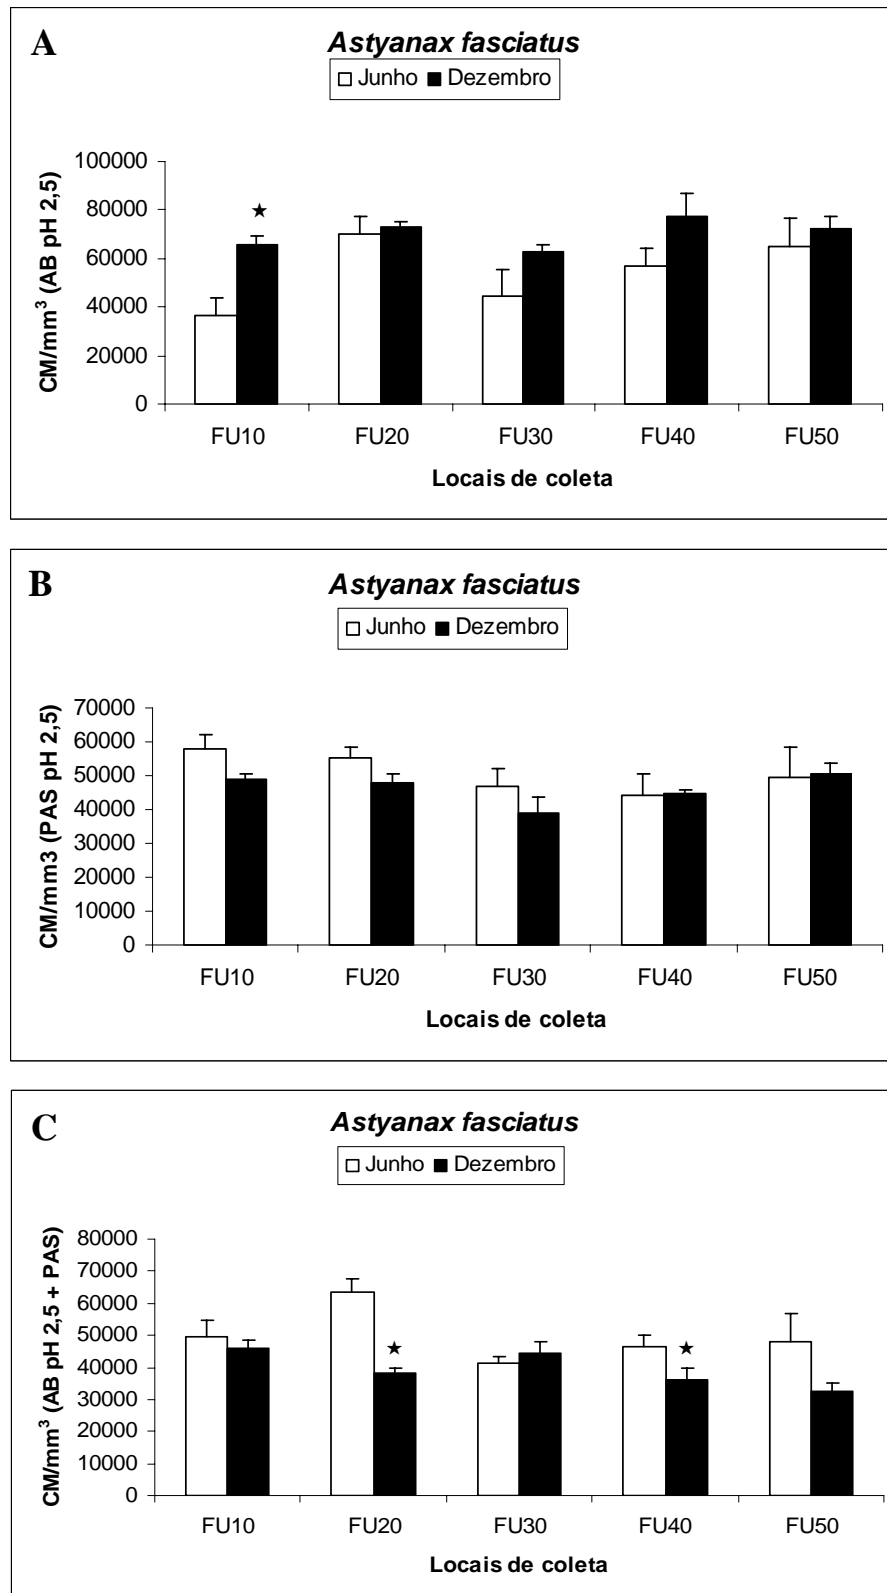 A
Astyanax fasciatus
Junho Dezembro
CM/mm³ (AB pH 2,5)
100000
80000
60000
40000
20000
0
FU10 FU20 FU30 FU40 FU50
Locais de coleta
B
Astyanax fasciatus
Junho Dezembro
CM/mm3 (PAS pH 2,5)
70000
60000
50000
40000
30000
20000
10000
0
FU10 FU20 FU30 FU40 FU50
Locais de coleta
C
Astyanax fasciatus
Junho Dezembro
CM/mm³ (AB pH 2,5 + PAS)
80000
70000
60000
50000
40000
30000
20000
10000
0
FU10 FU20 FU30 FU40 FU50
Locais de coleta